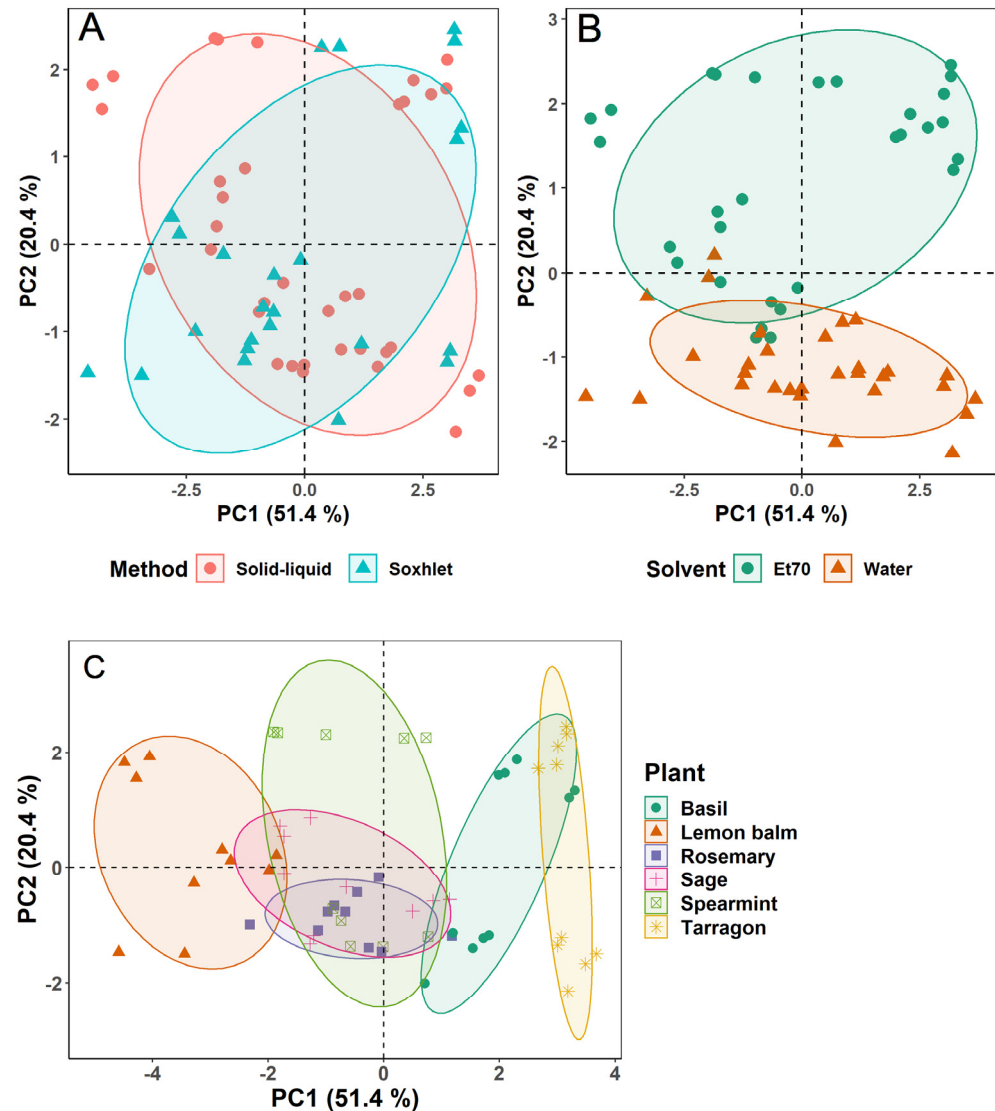 A
PC2 (20.4 %)
2
1
0
-1
-2
-2.5
0.0
2.5
PC1 (51.4 %)
Method
Solid-liquid
Soxhlet
B
PC2 (20.4 %)
3
2
1
0
-1
-2
-2.5
0.0
2.5
PC1 (51.4 %)
Solvent
Et70
Water
C
PC2 (20.4 %)
2
0
-2
-4
-2
0
2
4
PC1 (51.4 %)
Plant
Basil
Lemon balm
Rosemary
Sage
Spearmint
Tarragon